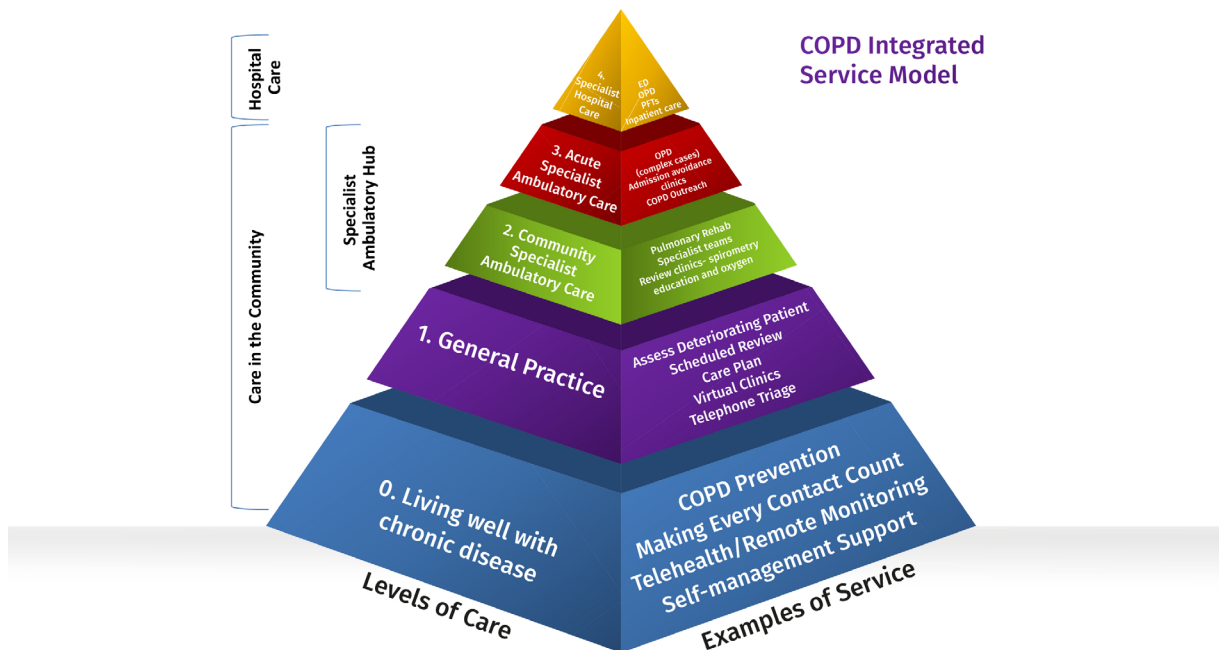 COPD Integrated
Service Model
Hospital
Care
Specialist
Ambulatory Hub
Care in the Community
4.
Specialist
Hospital
Care
ED
OPD
PFTs
Inpatient care
3. Acute
Specialist
Ambulatory Care
OPD
(complex cases)
Admission avoidance
clinics
COPD Outreach
2. Community
Specialist
Ambulatory Care
Pulmonary Rehab
Specialist teams
Review clinics- spirometry
education and oxygen
1. General Practice
Assess Deteriorating Patient
Scheduled Review
Care Plan
Virtual Clinics
Telephone Triage
0. Living well with
chronic disease
COPD Prevention
Making Every Contact Count
Telehealth/Remote Monitoring
Self-management Support
Levels of Care
Examples of Service